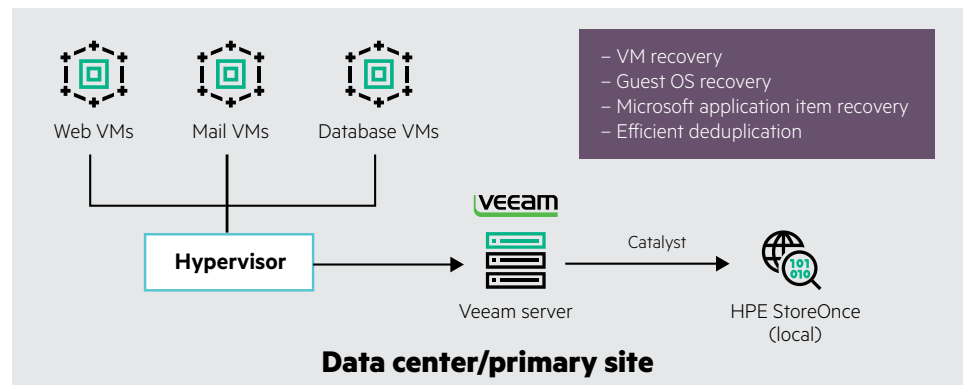 Web VMs
Mail VMs
Database VMs
– VM recovery
– Guest OS recovery
– Microsoft application item recovery
– Efficient deduplication
Hypervisor
veeam
Veeam server
Catalyst
101
010
HPE StoreOnce
(local)
Data center/primary site